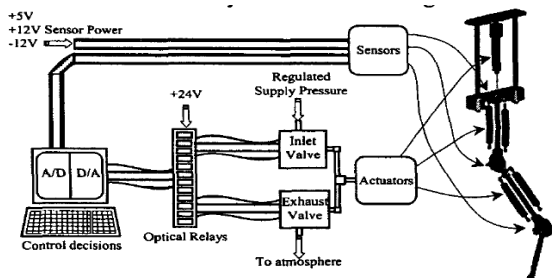 +5V
+12V Sensor Power
-12V
Sensors
Regulated
Supply Pressure
+24V
Inlet
Valve
A/D
D/A
Actuators
Exhaust
Valve
Control decisions
Optical Relays
To atmosphere